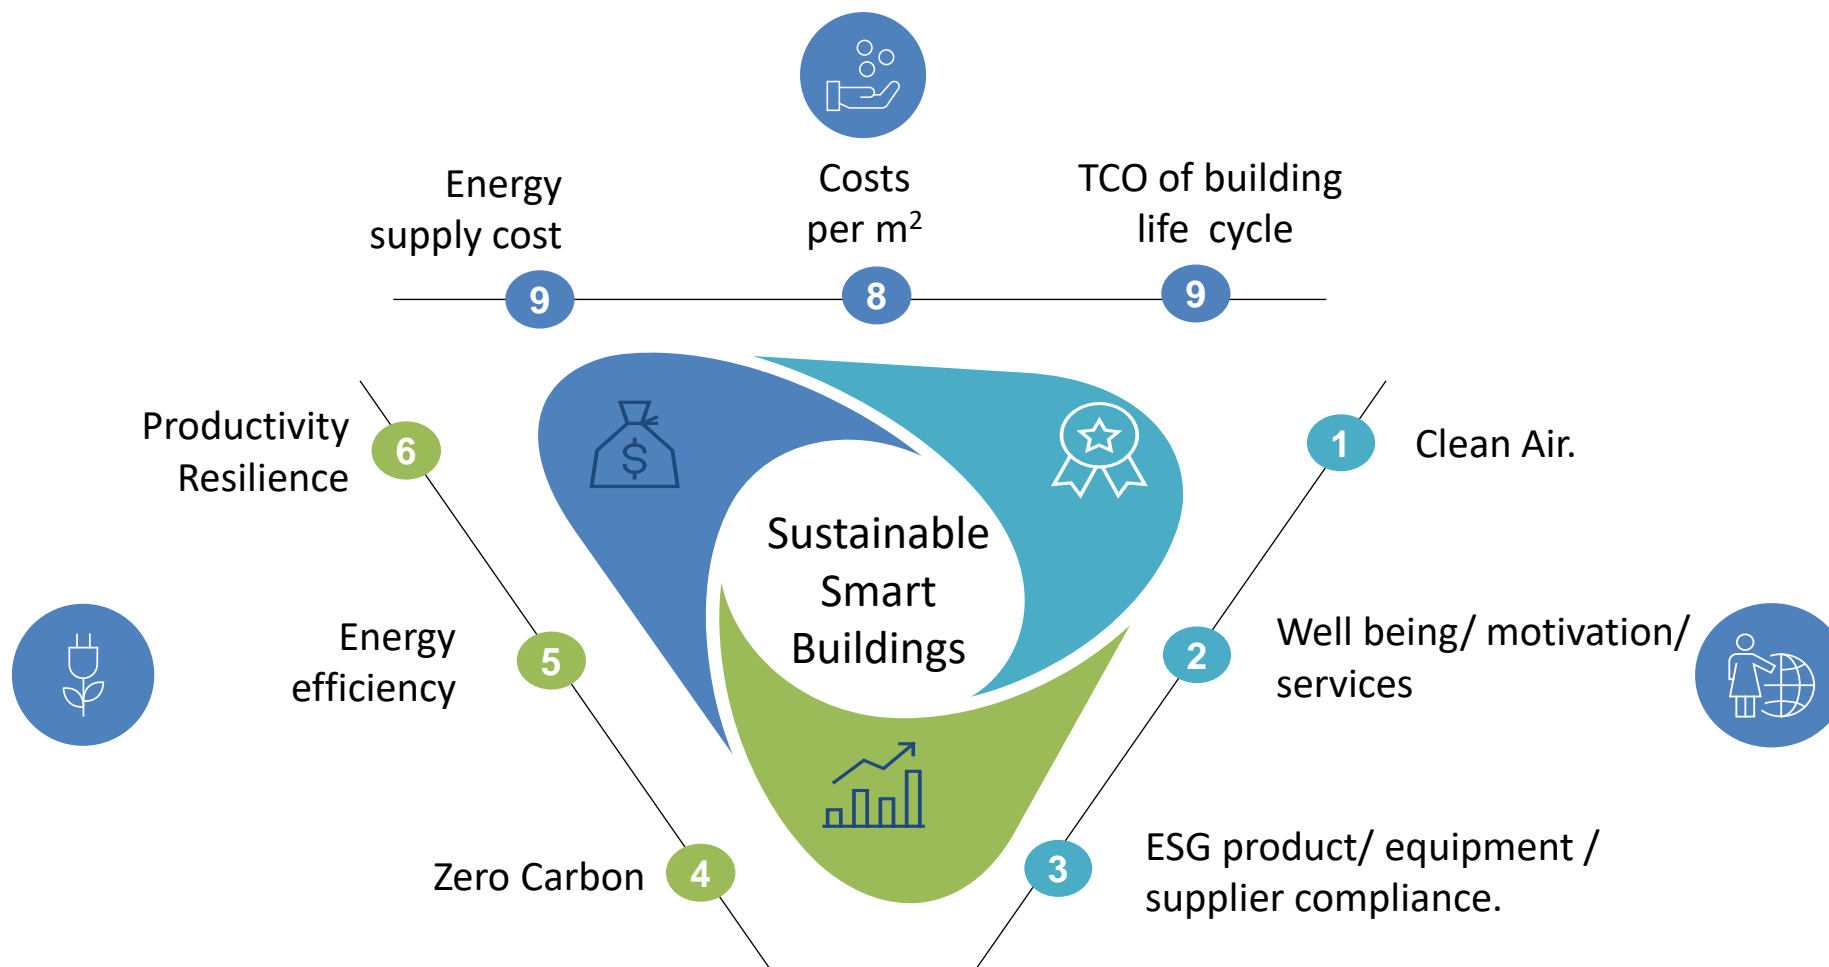 Energy
supply cost
Costs
per m²
TCO of building
life  cycle
9
8
9
Productivity
Resilience
6
1
Clean Air.
Sustainable
Smart
Buildings
$
Energy
efficiency
5
2
Well being/ motivation/
services
Zero Carbon
4
3
ESG product/ equipment /
supplier compliance.